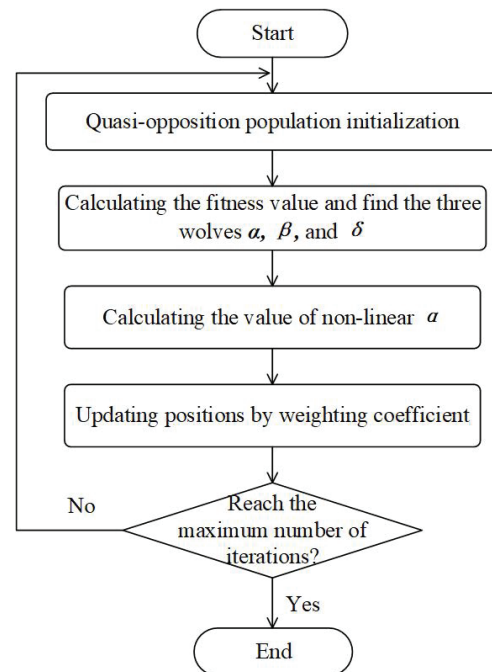 Start
Quasi-opposition population initialization
Calculating the fitness value and find the three
wolves α, β, and δ
Calculating the value of non-linear α
Updating positions by weighting coefficient
No
Reach the
maximum number of
iterations?
Yes
End